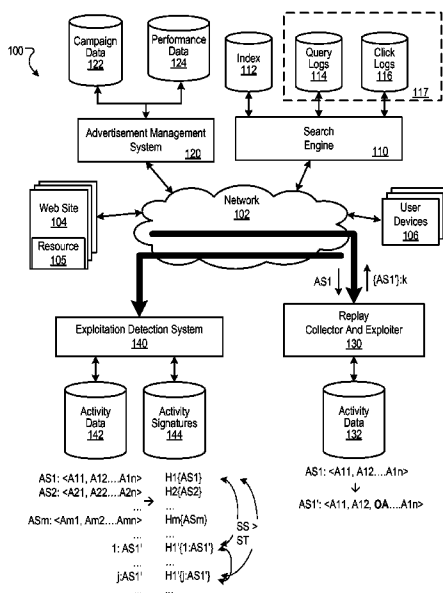 100
Campaign
Data
122
Performance
Data
124
Index
112
Query
Logs
114
Click
Logs
116
117
Advertisement Management
System
120
Search
Engine
110
Network
102
Web Site
104
Resource
105
User
Devices
106
AS1
{AS1'}:k
Exploitation Detection System
140
Replay
Collector And Exploiter
130
Activity
Data
142
Activity
Signatures
144
Activity
Data
132
AS1: <A11, A12....A1n>
H1{AS1}
AS2: <A21, A22....A2n>
H2{AS2}
...
...
ASm: <Am1, Am2....Amn>
Hm{ASm}
...
...
1: AS1'
H1'{1:AS1'}
...
...
j:AS1'
H1'{j:AS1'}
...
...
SS >
ST
AS1: <A11, A12....A1n>
AS1': <A11, A12, OA....A1n>